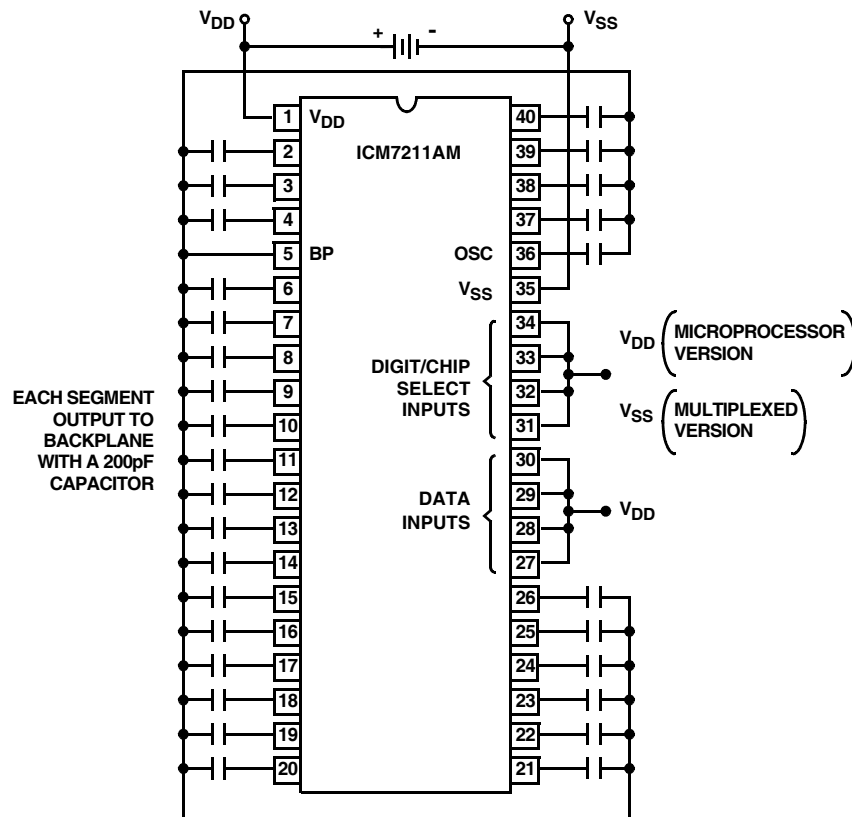 VDD
+ -
VSS
1 VDD 40
2 ICM7211AM 39
3 38
4 37
5 BP OSC 36
6 VSS 35
7 34
8 33
9 32
10 31
11 30
12 29
13 28
14 27
15 26
16 25
17 24
18 23
19 22
20 21
DIGIT/CHIP
SELECT
INPUTS
DATA
INPUTS
EACH SEGMENT
OUTPUT TO
BACKPLANE
WITH A 200pF
CAPACITOR
VDD (MICROPROCESSOR
VERSION)
VSS (MULTIPLEXED
VERSION)
VDD